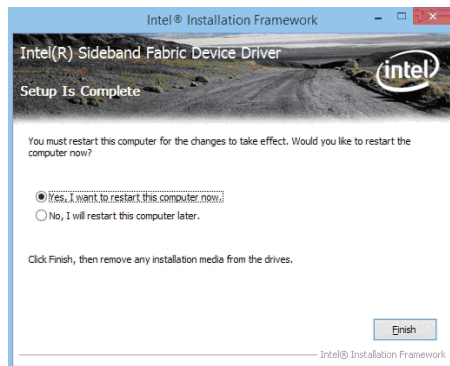 Intel® Installation Framework
Intel(R) Sideband Fabric Device Driver
intel
Setup Is Complete
You must restart this computer for the changes to take effect. Would you like to restart the
computer now?
Yes, I want to restart this computer now.
No, I will restart this computer later.
Click Finish, then remove any installation media from the drives.
Finish
Intel® Installation Framework